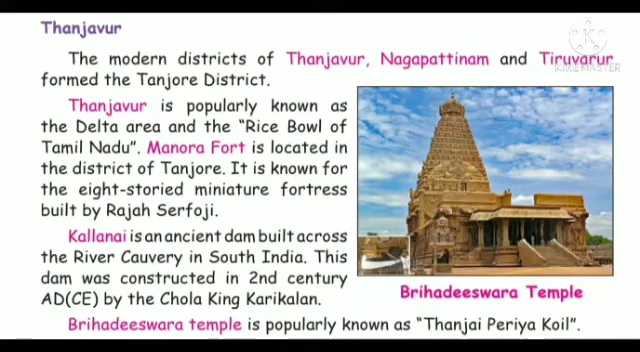 Thanjavur
The modern districts of Thanjavur, Nagapattinam and Tiruvarur
formed the Tanjore District.
Thanjavur is popularly known as
the Delta area and the “Rice Bowl of
Tamil Nadu”. Manora Fort is located in
the district of Tanjore. It is known for
the eight-storied miniature fortress
built by Rajah Serfoji.
Kallanai is an ancient dam built across
the River Cauvery in South India. This
dam was constructed in 2nd century
AD(CE) by the Chola King Karikalan.
Brihadeeswara Temple
Brihadeeswara temple is popularly known as “Thanjai Periya Koil”.
KINEMASTER